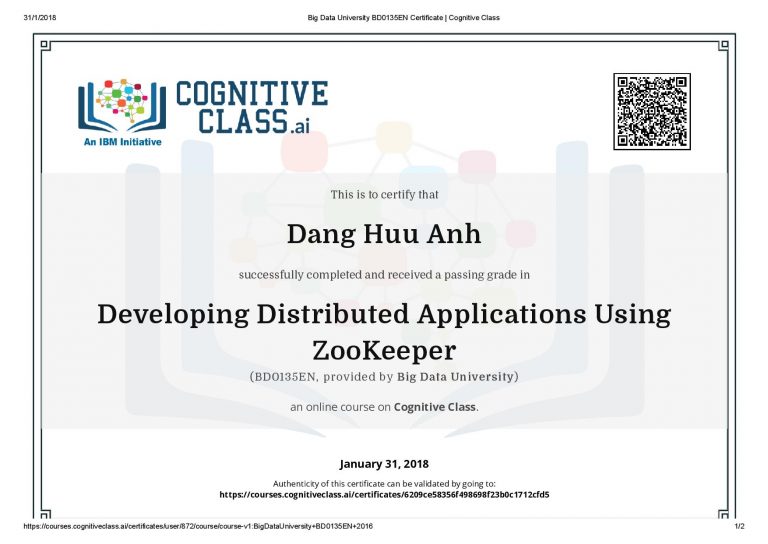 31/1/2018
Big Data University BD0135EN Certificate | Cognitive Class
COGNITIVE
CLASS.ai
An IBM Initiative
This is to certify that
Dang Huu Anh
successfully completed and received a passing grade in
Developing Distributed Applications Using
ZooKeeper
(BD0135EN, provided by Big Data University)
an online course on Cognitive Class.
January 31, 2018
Authenticity of this certificate can be validated by going to:
https://courses.cognitiveclass.ai/certificates/6209ce58356f498698f23b0c1712cfd5
https://courses.cognitiveclass.ai/certificates/user/872/course/course-v1:BigDataUniversity+BD0135EN+2016
1/2